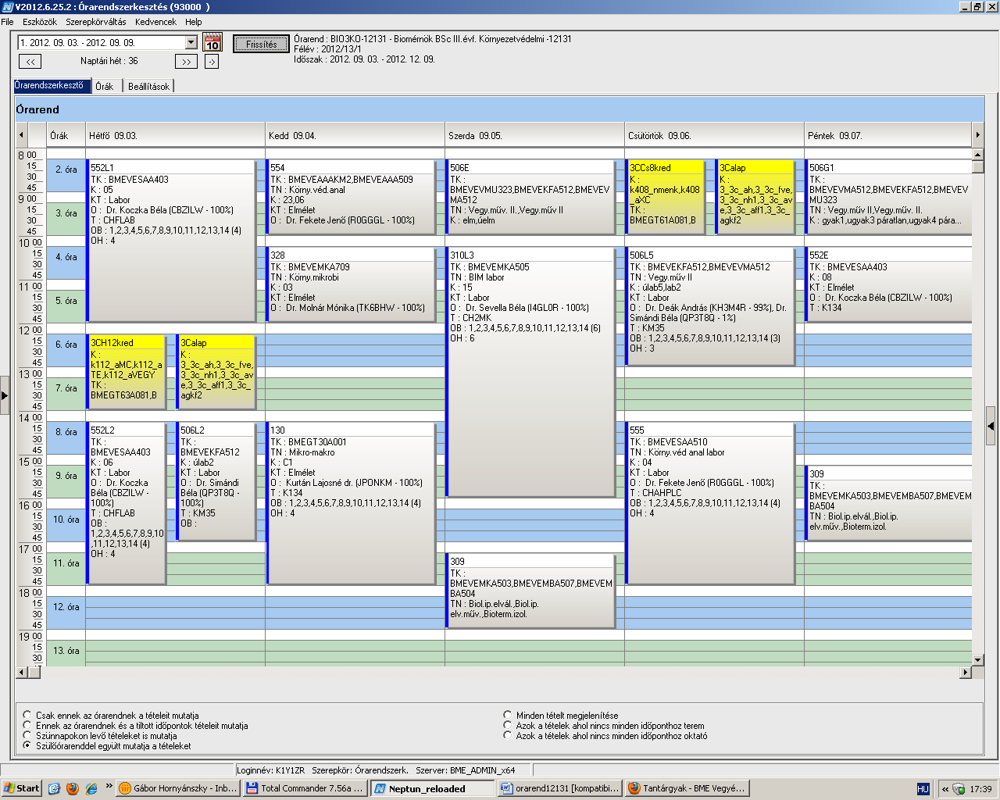 V2012.6.25.2 : Órarendszerkesztés (93000  )
File Eszközök Szerepkörváltás Kedvencek Help
1. 2012. 09. 03. - 2012. 09. 09.
10
Frissítés
Órarend : BIO3KO-12131 - Biomérnök BSc III.évf. Környezetvédelmi -12131
Félév : 2012/13/1
Időszak : 2012. 09. 03. - 2012. 12. 09.
<< Naptári hét : 36 >> ->
Órarendszerkesztő Órák Beállítások
Órarend
Órák Hétfő 09.03. Kedd 09.04. Szerda 09.05. Csütörtök 09.06. Péntek 09.07.
8 00
15
30
45
9 00
15
30
45
10 00
15
30
45
11 00
15
30
45
12 00
15
30
45
13 00
15
30
45
14 00
15
30
45
15 00
15
30
45
16 00
15
30
45
17 00
15
30
45
18 00
15
30
45
19 00
15
30
2. óra
3. óra
4. óra
5. óra
6. óra
7. óra
8. óra
9. óra
10. óra
11. óra
12. óra
13. óra
552L1
TK : BMEVESAA403
K : 05
KT : Labor
O : Dr. Koczka Béla (CBZILW - 100%)
T : CHFLAB
OB : 1,2,3,4,5,6,7,8,9,10,11,12,13,14 (4)
OH : 4
3CH12kred
K :
k112_aMC,k112_a
TE,k112_aVEGY
TK :
BMEGT63A081,B
3Calap
K :
3_3c_ah,3_3c_fve,
3_3c_nh1,3_3c_av
e,3_3c_aff1,3_3c_
agkf2
552L2
TK :
BMEVESAA403
K : 06
KT : Labor
O : Dr. Koczka
Béla (CBZILW -
100%)
T : CHFLAB
OB :
1,2,3,4,5,6,7,8,9,10
,11,12,13,14 (4)
OH : 4
506L2
TK :
BMEVEKFA512
K : úlab2
KT : Labor
O : Dr. Simándi
Béla (QP3T8Q -
100%)
T : KM35
OB :
554
TK : BMEVEAAAKM2,BMEVEAAA509
TN : Körny.véd.anal
K : 23,06
KT : Elmélet
O : Dr. Fekete Jenő (R0GGGL - 100%)
328
TK : BMEVEMKA709
TN : Körny.mikrobi
K : 03
KT : Elmélet
O : Dr. Molnár Mónika (TK6BHW - 100%)
130
TK : BMEGT30A001
TN : Mikro-makro
K : C1
KT : Elmélet
O : Kurtán Lajosné dr. (JPONKM - 100%)
T : K134
OB : 1,2,3,4,5,6,7,8,9,10,11,12,13,14 (4)
OH : 4
506E
TK :
BMEVEVMU323,BMEVEKFA512,BMEVEV
MA512
TN : Vegy.műv. II.,Vegy.műv II
K : elm,úelm
310L3
TK : BMEVEMKA505
TN : BIM labor
K : 15
KT : Labor
O : Dr. Sevella Béla (I4GL0R - 100%)
T : CH2MK
OB : 1,2,3,4,5,6,7,8,9,10,11,12,13,14 (6)
OH : 6
309
TK :
BMEVEMKA503,BMEVEMBA507,BMEVEM
BA504
TN : Biol.ip.elvál.,Biol.ip.
elv.műv.,Bioterm.izol.
3CCs8kred
K :
k408_nmenk,k408
_aXC
TK :
BMEGT61A081,B
3Calap
K :
3_3c_ah,3_3c_fve,
3_3c_nh1,3_3c_av
e,3_3c_aff1,3_3c_
agkf2
506L5
TK : BMEVEKFA512,BMEVEVMA512
TN : Vegy.műv II
K : úlab5,lab2
KT : Labor
O : Dr. Deák András (KH3M4R - 99%), Dr.
Simándi Béla (QP3T8Q - 1%)
T : KM35
OB : 1,2,3,4,5,6,7,8,9,10,11,12,13,14 (3)
OH : 3
555
TK : BMEVESAA510
TN : Körny.véd anal labor
K : 04
KT : Labor
O : Dr. Fekete Jenő (R0GGGL - 100%)
T : CHAHPLC
OB : 1,2,3,4,5,6,7,8,9,10,11,12,13,14 (4)
OH : 4
506G1
TK :
BMEVEVMA512,BMEVEKFA512,BMEVEV
MU323
TN : Vegy.műv II,Vegy.műv. II.
K : gyak1,ugyak3 páratlan,ugyak4 pára...
552E
TK : BMEVESAA403
K : 08
KT : Elmélet
O : Dr. Koczka Béla (CBZILW - 100%)
T : K134
309
TK :
BMEVEMKA503,BMEVEMBA507,BMEVEM
BA504
TN : Biol.ip.elvál.,Biol.ip.
elv.műv.,Bioterm.izol.
Csak ennek az órarendnek a tételeit mutatja
Ennek az órarendnek és a tiltott időpontok tételeit mutatja
Szünnapokon levő tételeket is mutatja
Szülőórarenddel együtt mutatja a tételeket
Minden tételt megjelenítése
Azok a tételek ahol nincs minden időponthoz terem
Azok a tételek ahol nincs minden időponthoz oktató
Loginnév: K1Y1ZR Szerepkör: Órarendszerk. Szerver: BME_ADMIN_x64
Start » Gábor Hornyánszky - Inb... Total Commander 7.56a ... Neptun_reloaded orarend12131 [kompatibi... Tantárgyak - BME Vegyé... HU « 17:39